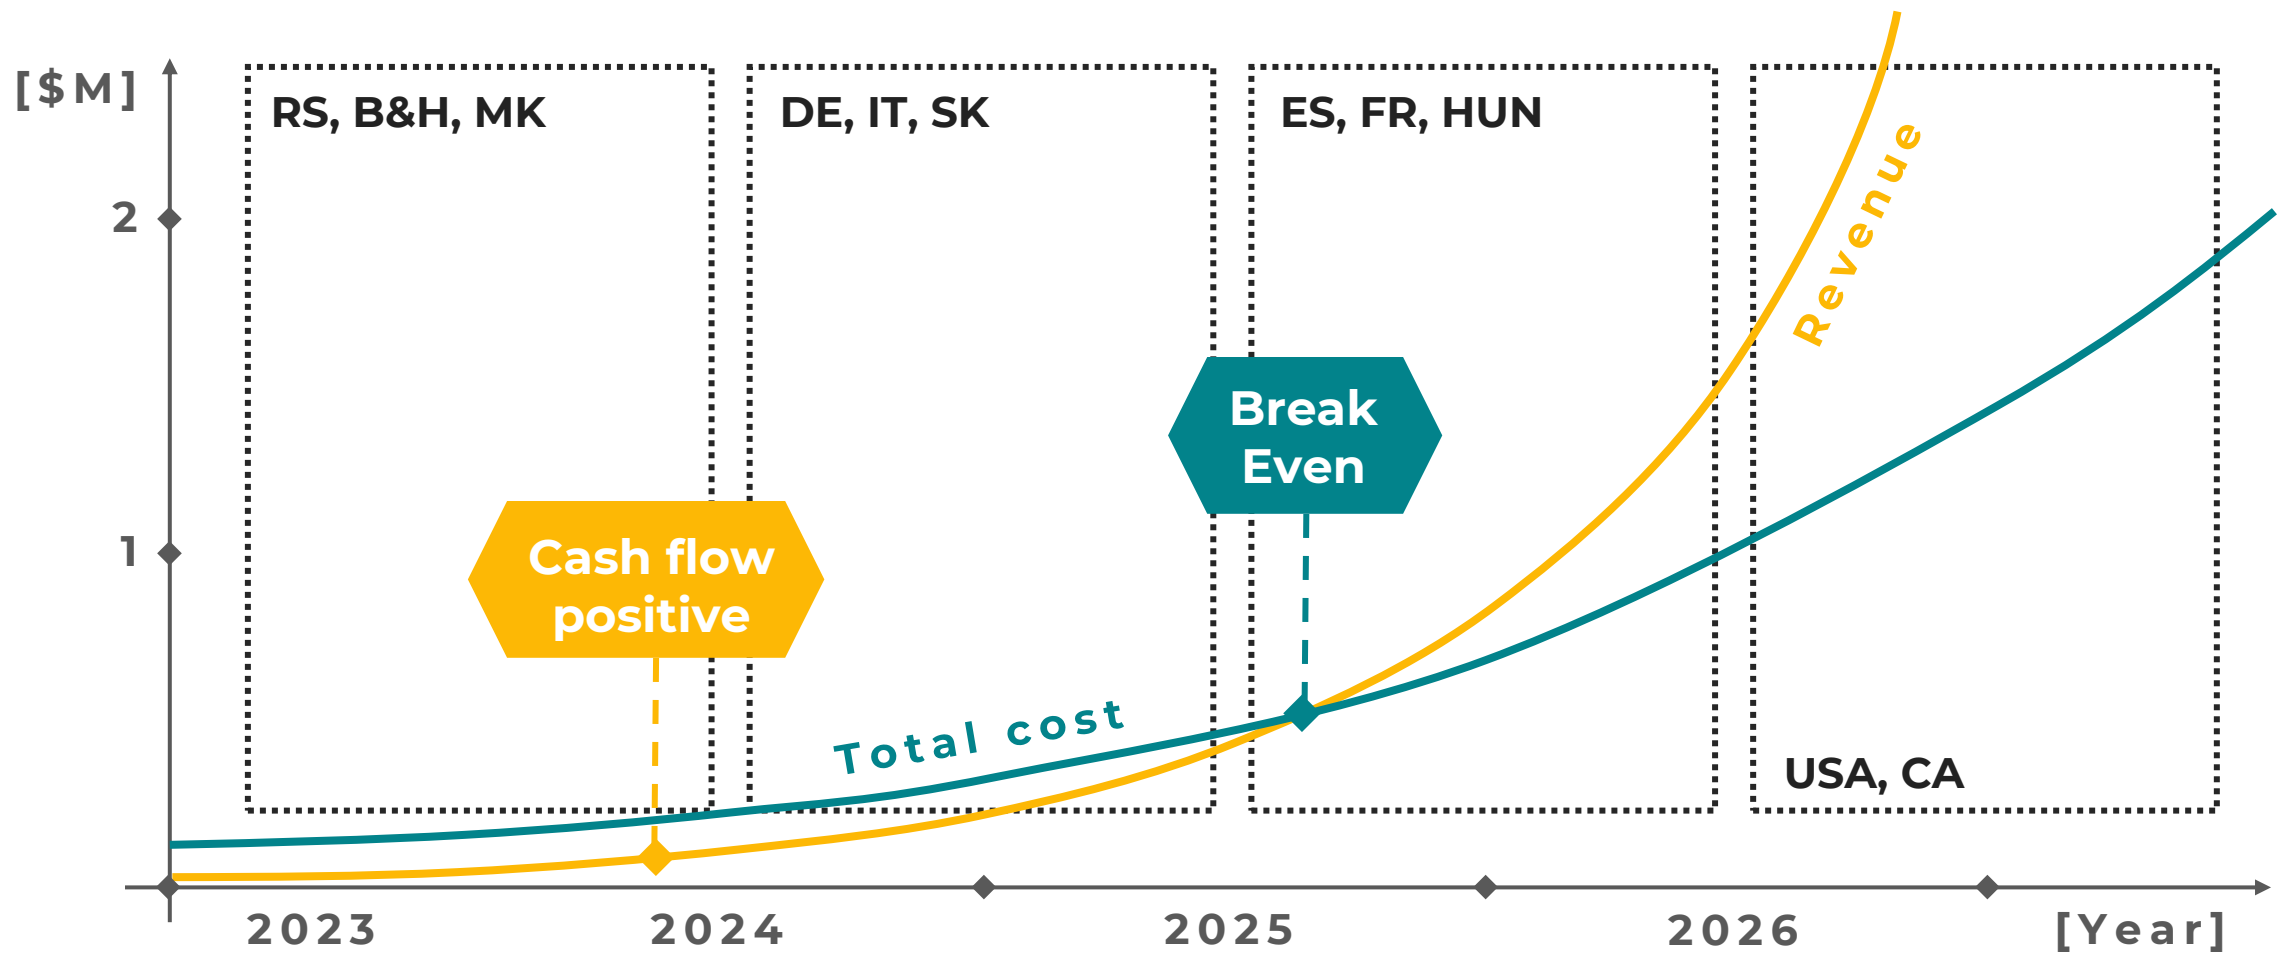 [$M]
RS, B&H, MK
DE, IT, SK
ES, FR, HUN
Revenue
2
Break
Even
1
Cash flow
positive
Total cost
USA, CA
2023
2024
2025
2026
[Year]